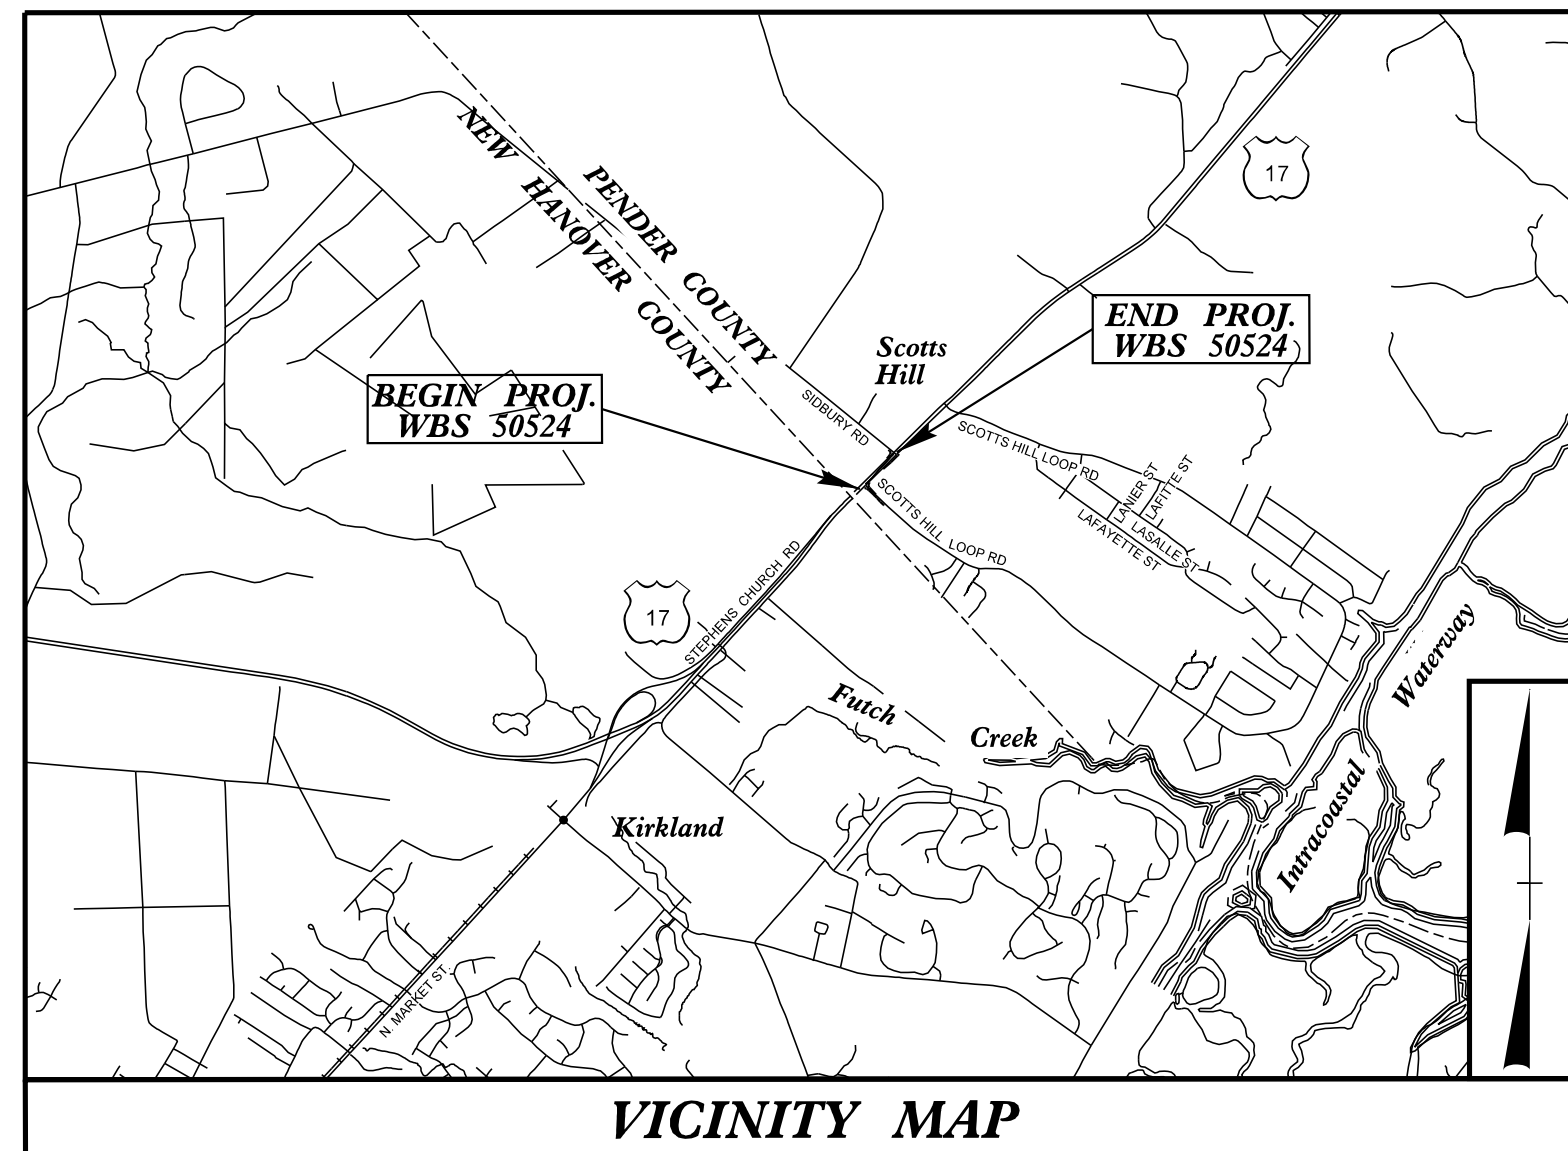 NEW HANOVER COUNTY
PENDER COUNTY
17
END PROJ.
WBS 50524
Scotts
Hill
BEGIN PROJ.
WBS 50524
SIDBURY RD
SCOTTS HILL LOOP RD
LANIER ST
LAFITTE ST
LAFAYETTE ST
LASALLE ST
SCOTTS HILL LOOP RD
STEPHENS CHURCH RD
17
Waterway
Futch
Creek
Intracoastal
Kirkland
N. MARKET ST.
VICINITY MAP